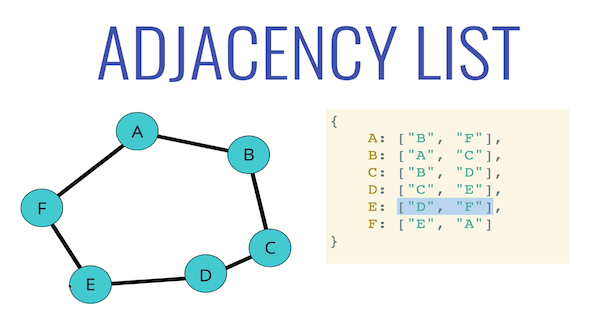 ADJACENCY LIST
A
B
F
C
D
E
{
A: ["B", "F"],
B: ["A", "C"],
C: ["B", "D"],
D: ["C", "E"],
E: ["D", "F"],
F: ["E", "A"]
}